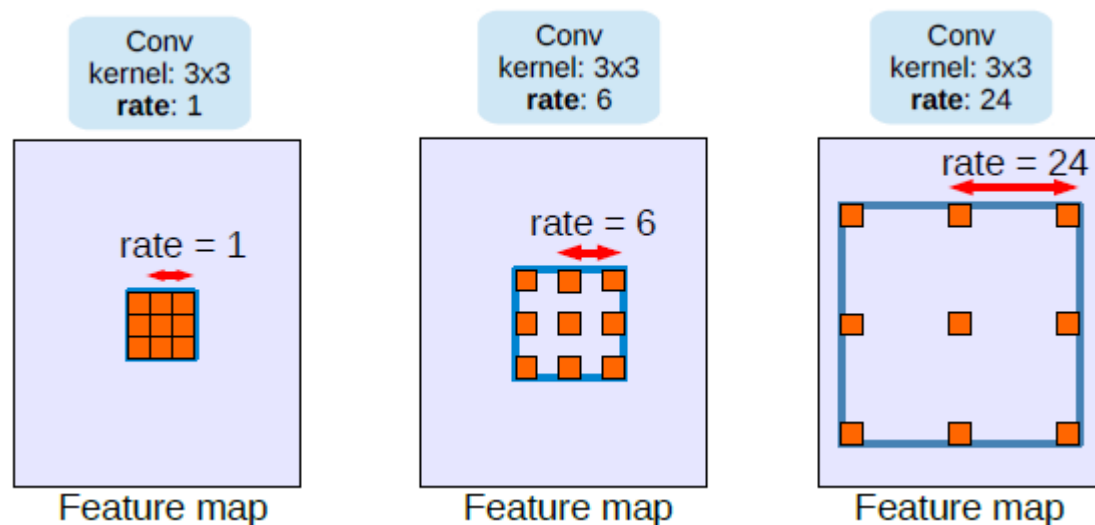 Conv
kernel: 3x3
rate: 1
Conv
kernel: 3x3
rate: 6
Conv
kernel: 3x3
rate: 24
rate = 1
rate = 6
rate = 24
Feature map
Feature map
Feature map